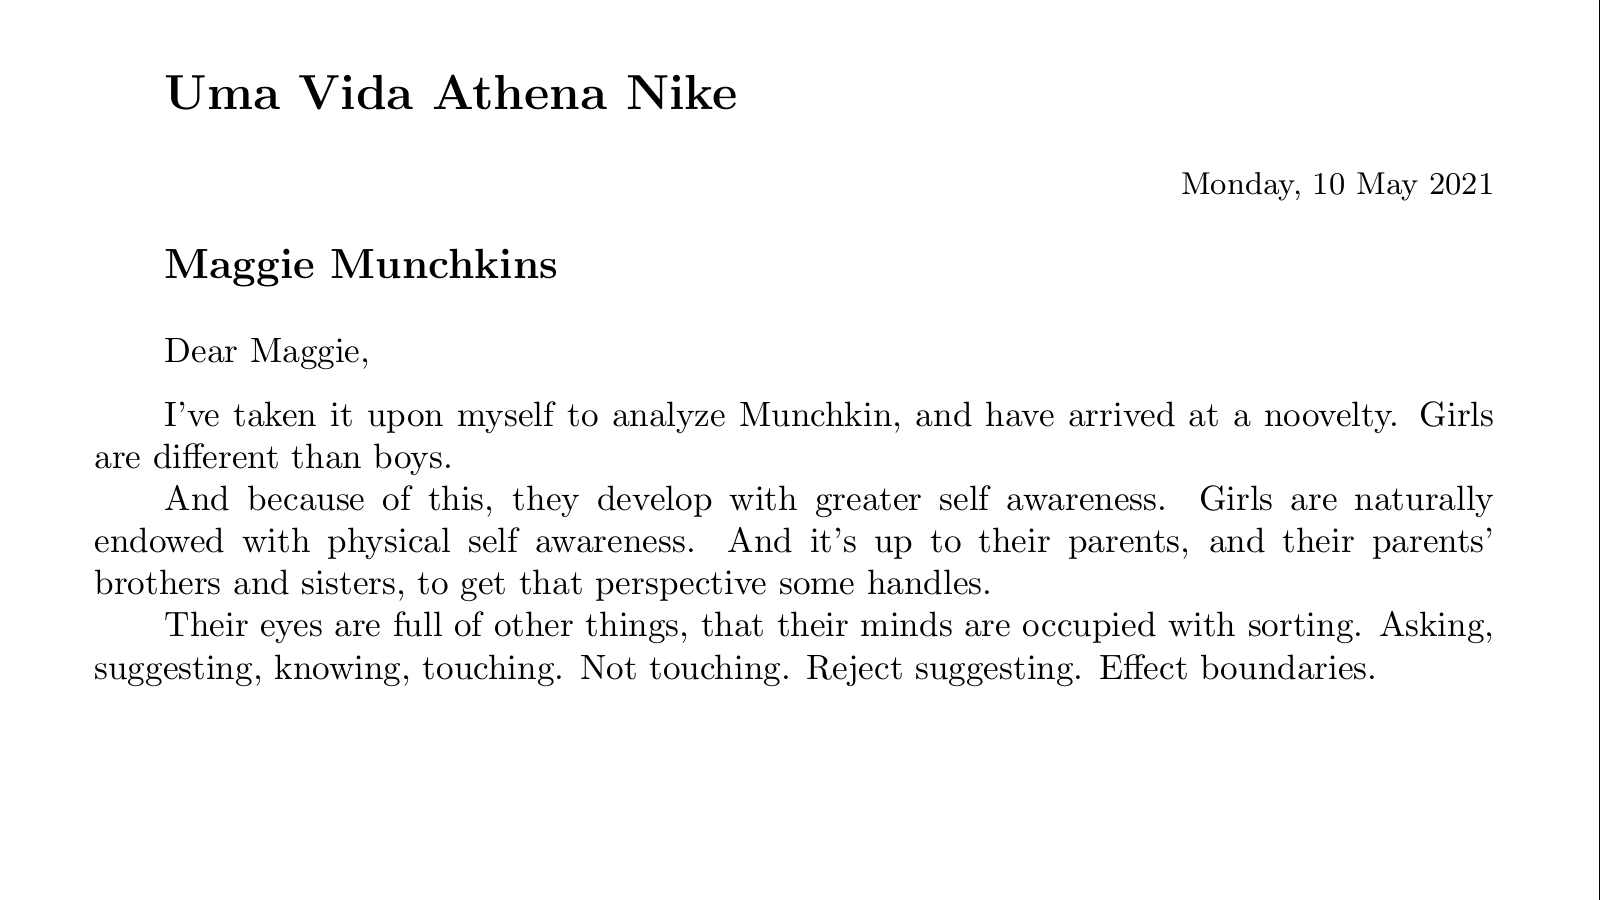 Uma Vida Athena Nike
Monday, 10 May 2021
Maggie Munchkins
Dear Maggie,
I've taken it upon myself to analyze Munchkin, and have arrived at a noovelty. Girls
are different than boys.
And because of this, they develop with greater self awareness. Girls are naturally
endowed with physical self awareness. And it's up to their parents, and their parents'
brothers and sisters, to get that perspective some handles.
Their eyes are full of other things, that their minds are occupied with sorting. Asking,
suggesting, knowing, touching. Not touching. Reject suggesting. Effect boundaries.